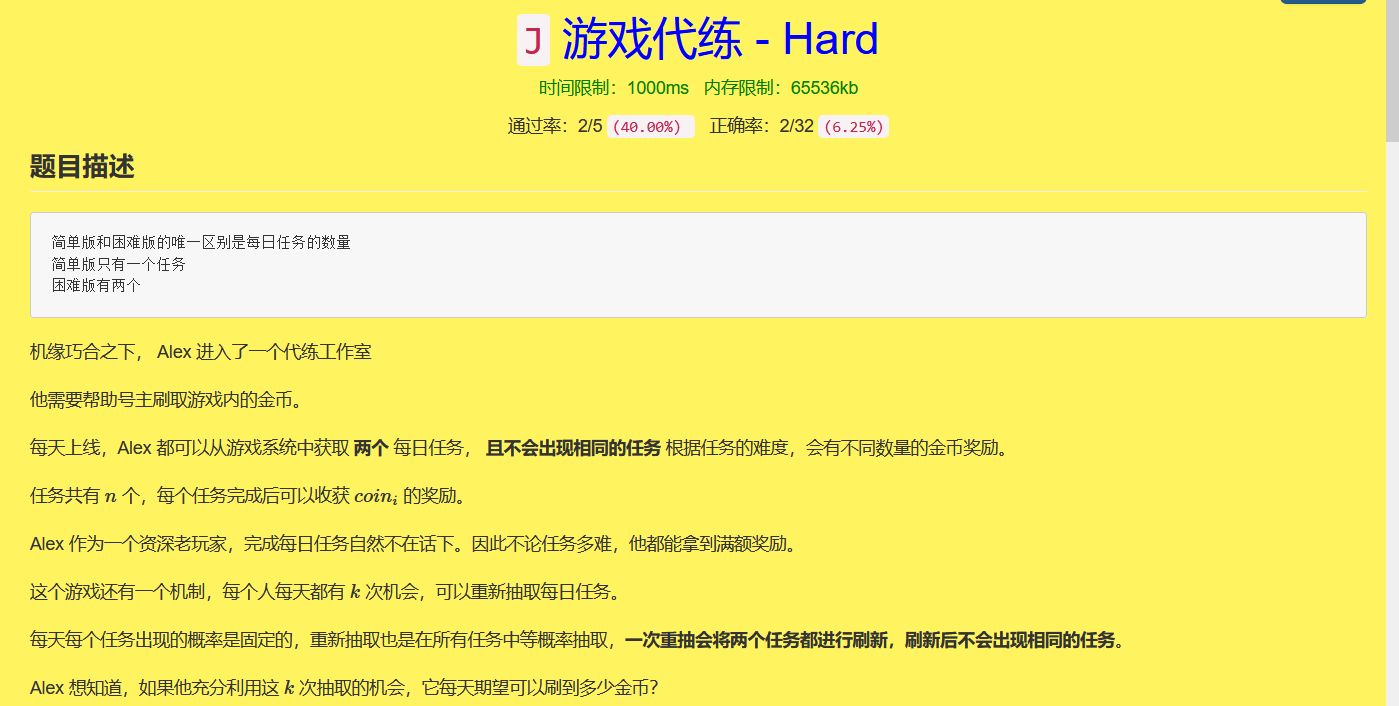 J 游戏代练 - Hard
时间限制：1000ms 内存限制：65536kb
通过率：2/5 (40.00%) 正确率：2/32 (6.25%)
题目描述
简单版和困难版的唯一区别是每日任务的数量
简单版只有一个任务
困难版有两个
机缘巧合之下， Alex 进入了一个代练工作室
他需要帮助号主刷取游戏内的金币。
每天上线，Alex 都可以从游戏系统中获取 两个 每日任务， 且不会出现相同的任务 根据任务的难度，会有不同数量的金币奖励。
任务共有 n 个，每个任务完成后可以收获 coin_i 的奖励。
Alex 作为一个资深老玩家，完成每日任务自然不在话下。因此不论任务多难，他都能拿到满额奖励。
这个游戏还有一个机制，每个人每天都有 k 次机会，可以重新抽取每日任务。
每天每个任务出现的概率是固定的，重新抽取也是在所有任务中等概率抽取，一次重抽会将两个任务都进行刷新，刷新后不会出现相同的任务。
Alex 想知道，如果他充分利用这 k 次抽取的机会，它每天期望可以刷到多少金币？